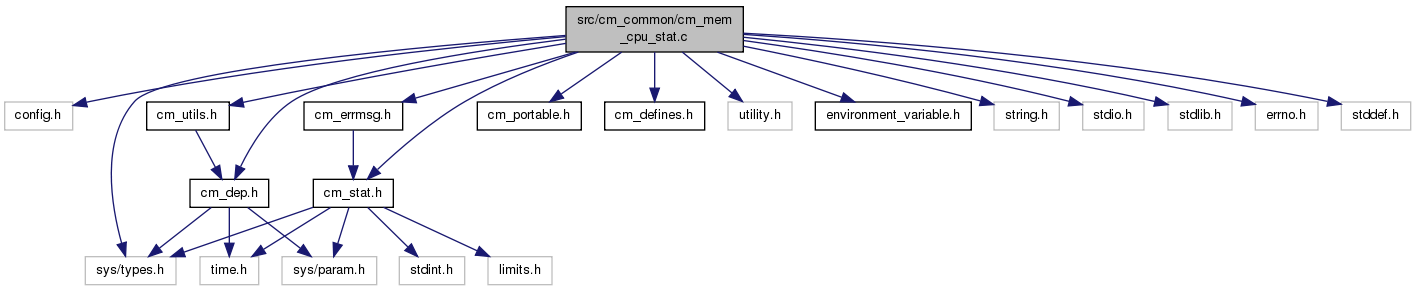 src/cm_common/cm_mem
_cpu_stat.c
config.h
cm_utils.h
cm_errmsg.h
cm_portable.h
cm_defines.h
utility.h
environment_variable.h
string.h
stdio.h
stdlib.h
errno.h
stddef.h
cm_dep.h
cm_stat.h
sys/types.h
time.h
sys/param.h
stdint.h
limits.h